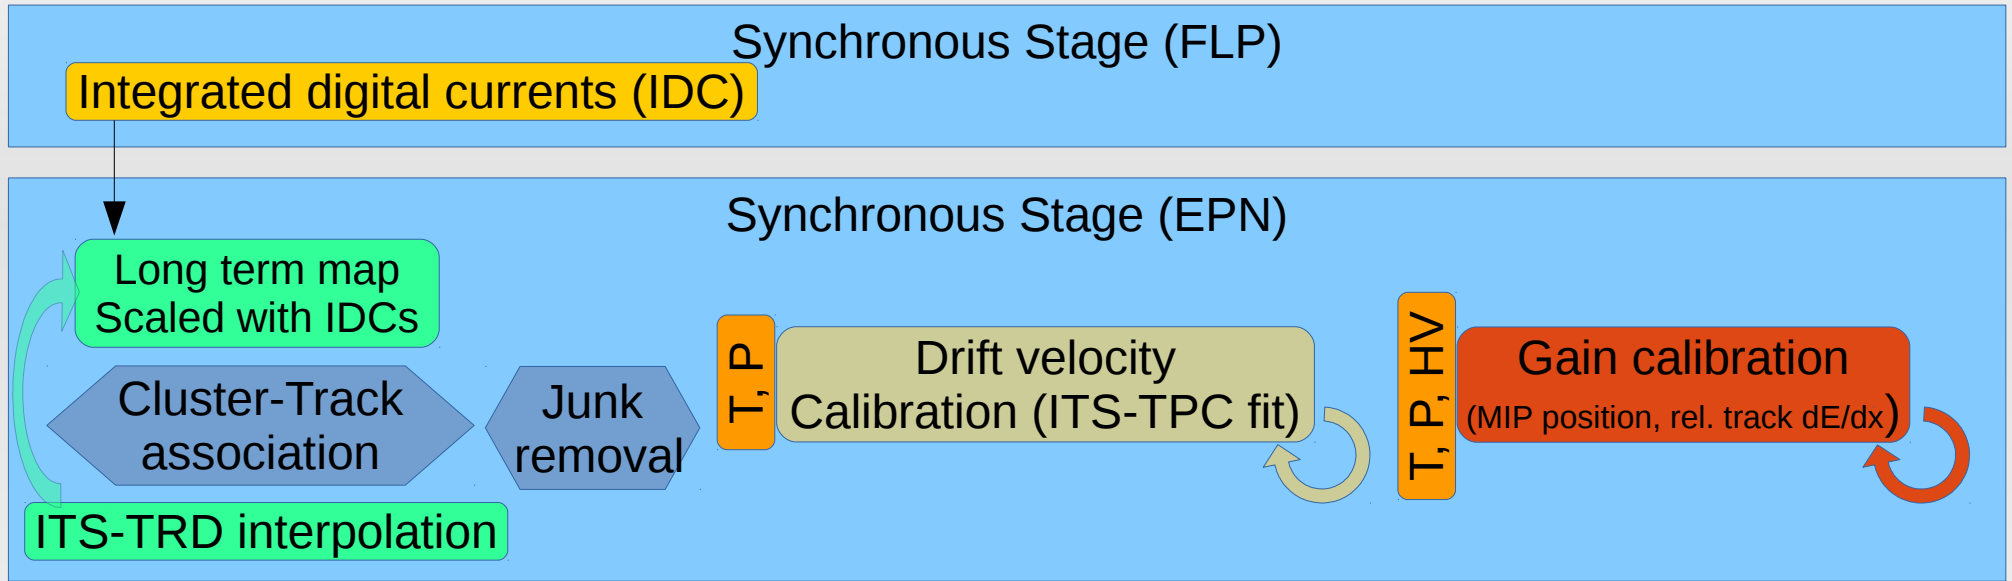 Synchronous Stage (FLP)
Integrated digital currents (IDC)
Synchronous Stage (EPN)
Long term map
Scaled with IDCs
Cluster-Track
association
Junk
removal
T, P
Drift velocity
Calibration (ITS-TPC fit)
T, P, HV
Gain calibration
(MIP position, rel. track dE/dx)
ITS-TRD interpolation